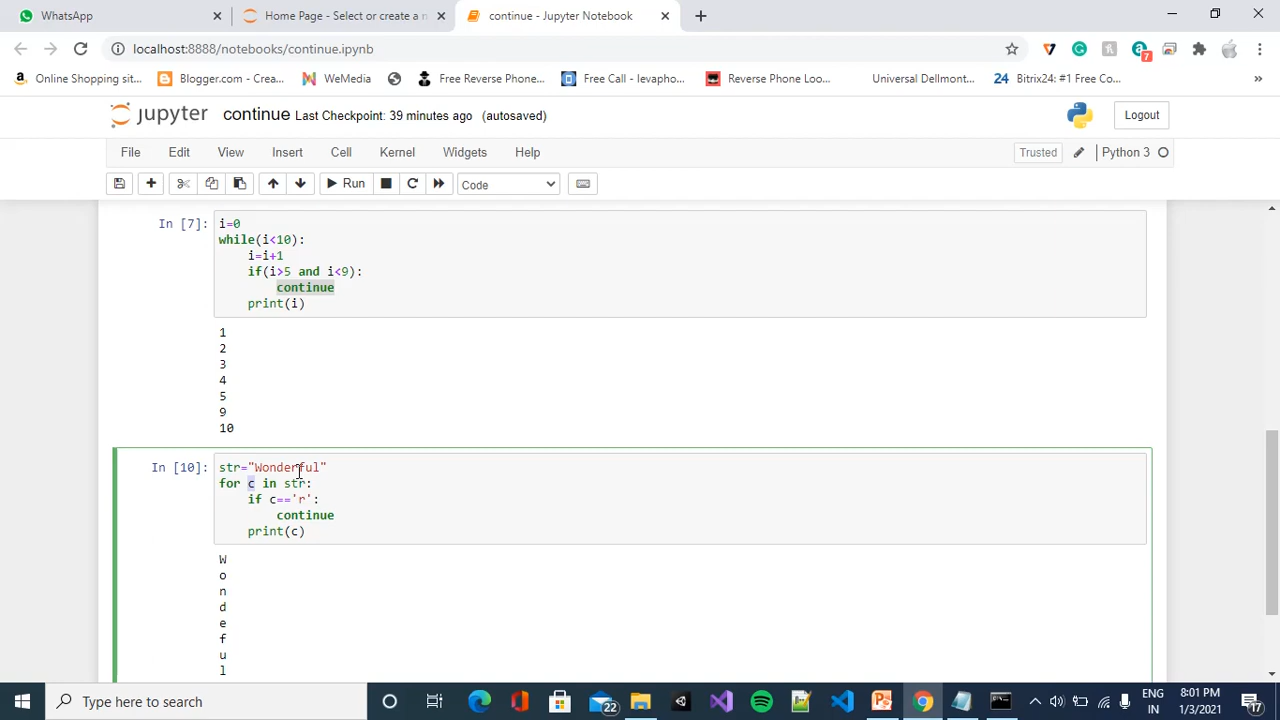 WhatsApp
Home Page - Select or create a n
continue - Jupyter Notebook
localhost:8888/notebooks/continue.ipynb
7
Online Shopping sit...
Blogger.com - Crea...
WeMedia
Free Reverse Phone...
Free Call - levapho...
Reverse Phone Loo...
Universal Dellmont...
24 Bitrix24: #1 Free Co...
»
jupyter continue Last Checkpoint: 39 minutes ago (autosaved)
Logout
File Edit View Insert Cell Kernel Widgets Help
Trusted Python 3
Run Code
In [7]: i=0
while(i<10):
i=i+1
if(i>5 and i<9):
continue
print(i)
1
2
3
4
5
9
10
In [10]: str="Wonderful"
for c in str:
if c=='r':
continue
print(c)
W
o
n
d
e
f
u
l
Type here to search
22
ENG
IN
8:01 PM
1/3/2021
17